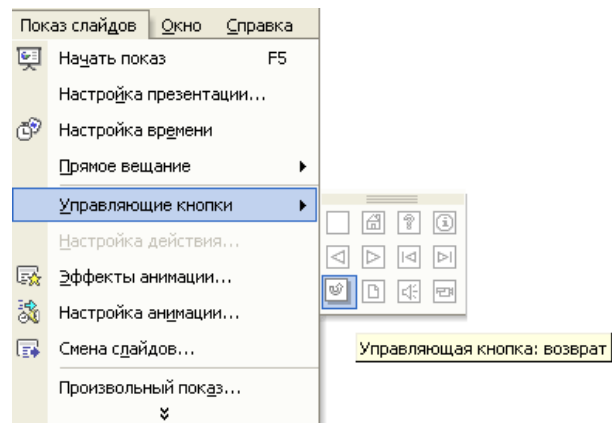 Показ слайдов Окно Справка
Начать показ F5
Настройка презентации...
Настройка времени
Прямое вещание
Управляющие кнопки
Настройка действия...
Эффекты анимации...
Настройка анимации...
Смена слайдов...
Управляющая кнопка: возврат
Произвольный показ...